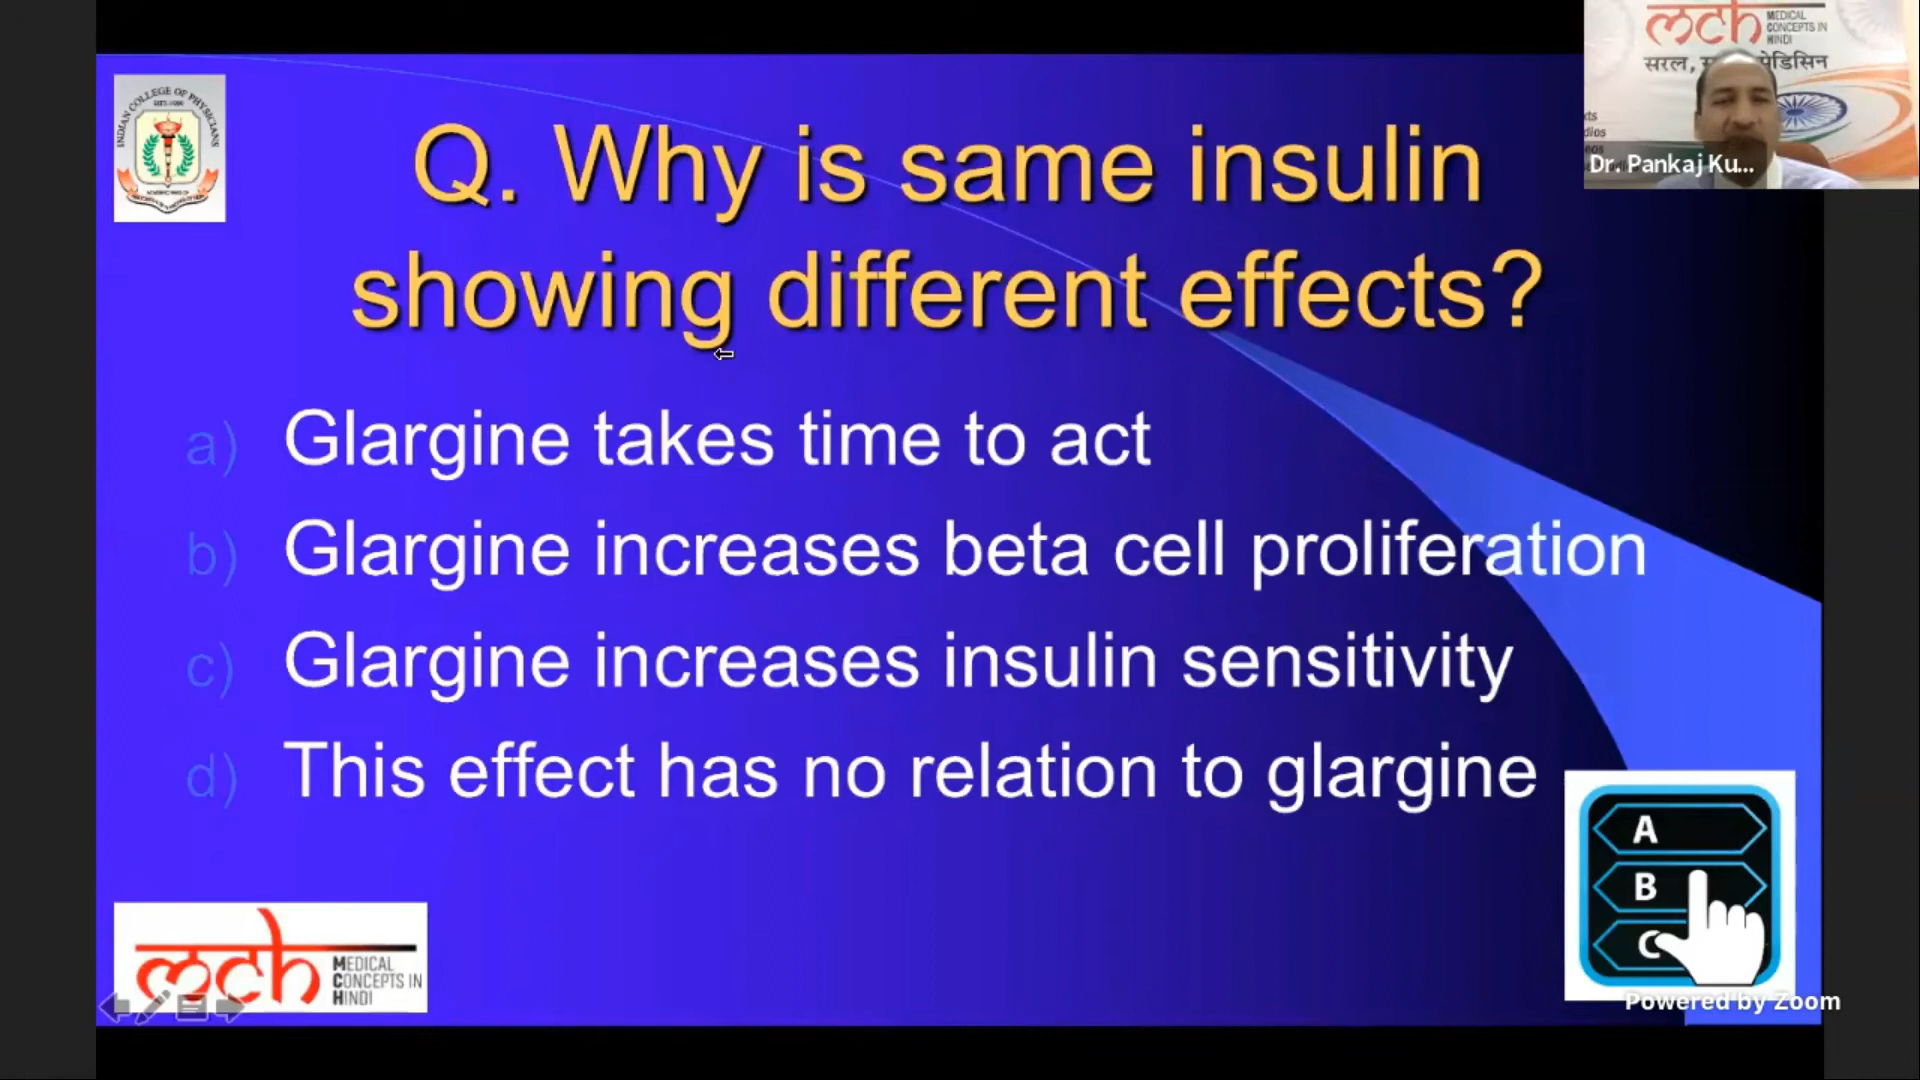 INDIAN COLLEGE OF PHYSICIANS
Q. Why is same insulin
showing different effects?
a) Glargine takes time to act
b) Glargine increases beta cell proliferation
c) Glargine increases insulin sensitivity
d) This effect has no relation to glargine
mch
MEDICAL
CONCEPTS IN
HINDI
सरल,
मेडिसिन
Dr. Pankaj Ku...
A
B
C
mch
MEDICAL
CONCEPTS IN
HINDI
Powered by Zoom